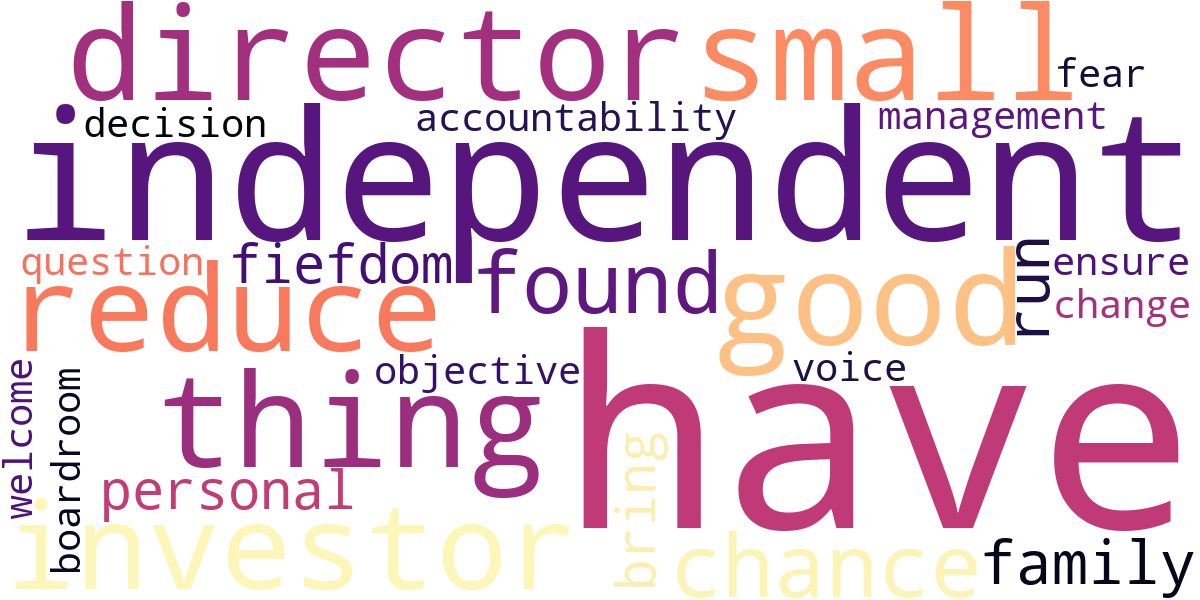 director small
fear
decision accountability management
independent
question fiefdom found good run ensure
reduce change
welcome boardroom thing objective voice have
personal
investor bring chance family